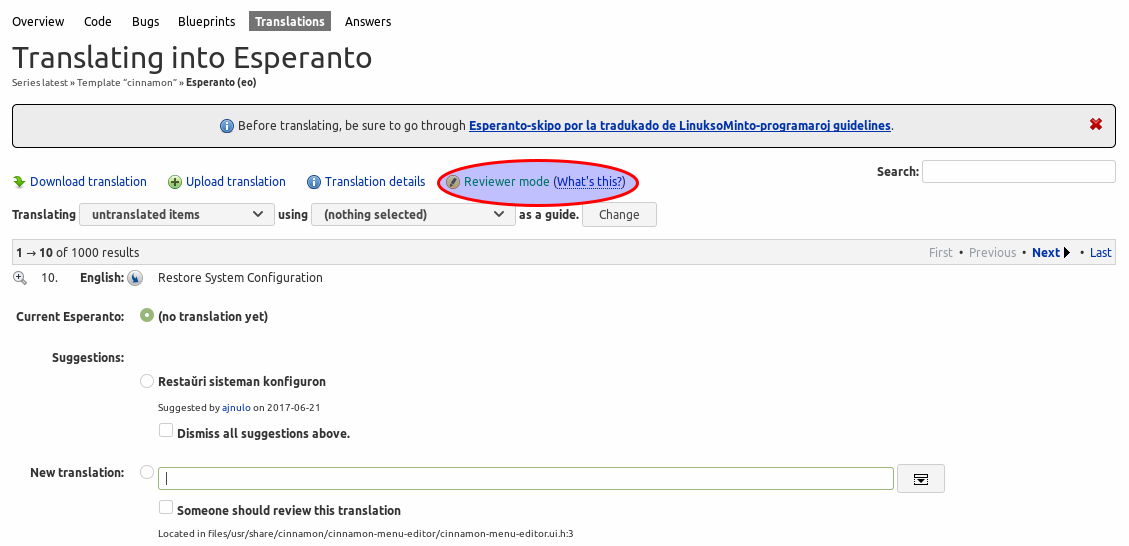 Overview Code Bugs Blueprints Translations Answers
Translating into Esperanto
Series latest » Template “cinnamon” » Esperanto (eo)
Before translating, be sure to go through Esperanto-skipo por la tradukado de LinuksoMinto-programaroj guidelines.
Search:
Download translation Upload translation Translation details Reviewer mode (What's this?)
Translating untranslated items using (nothing selected) as a guide. Change
1 → 10 of 1000 results First • Previous • Next • Last
10. English: Restore System Configuration
Current Esperanto: (no translation yet)
Suggestions:
Restaŭri sisteman konfiguron
Suggested by ajnulo on 2017-06-21
Dismiss all suggestions above.
New translation:
Someone should review this translation
Located in files/usr/share/cinnamon/cinnamon-menu-editor/cinnamon-menu-editor.ui.h:3